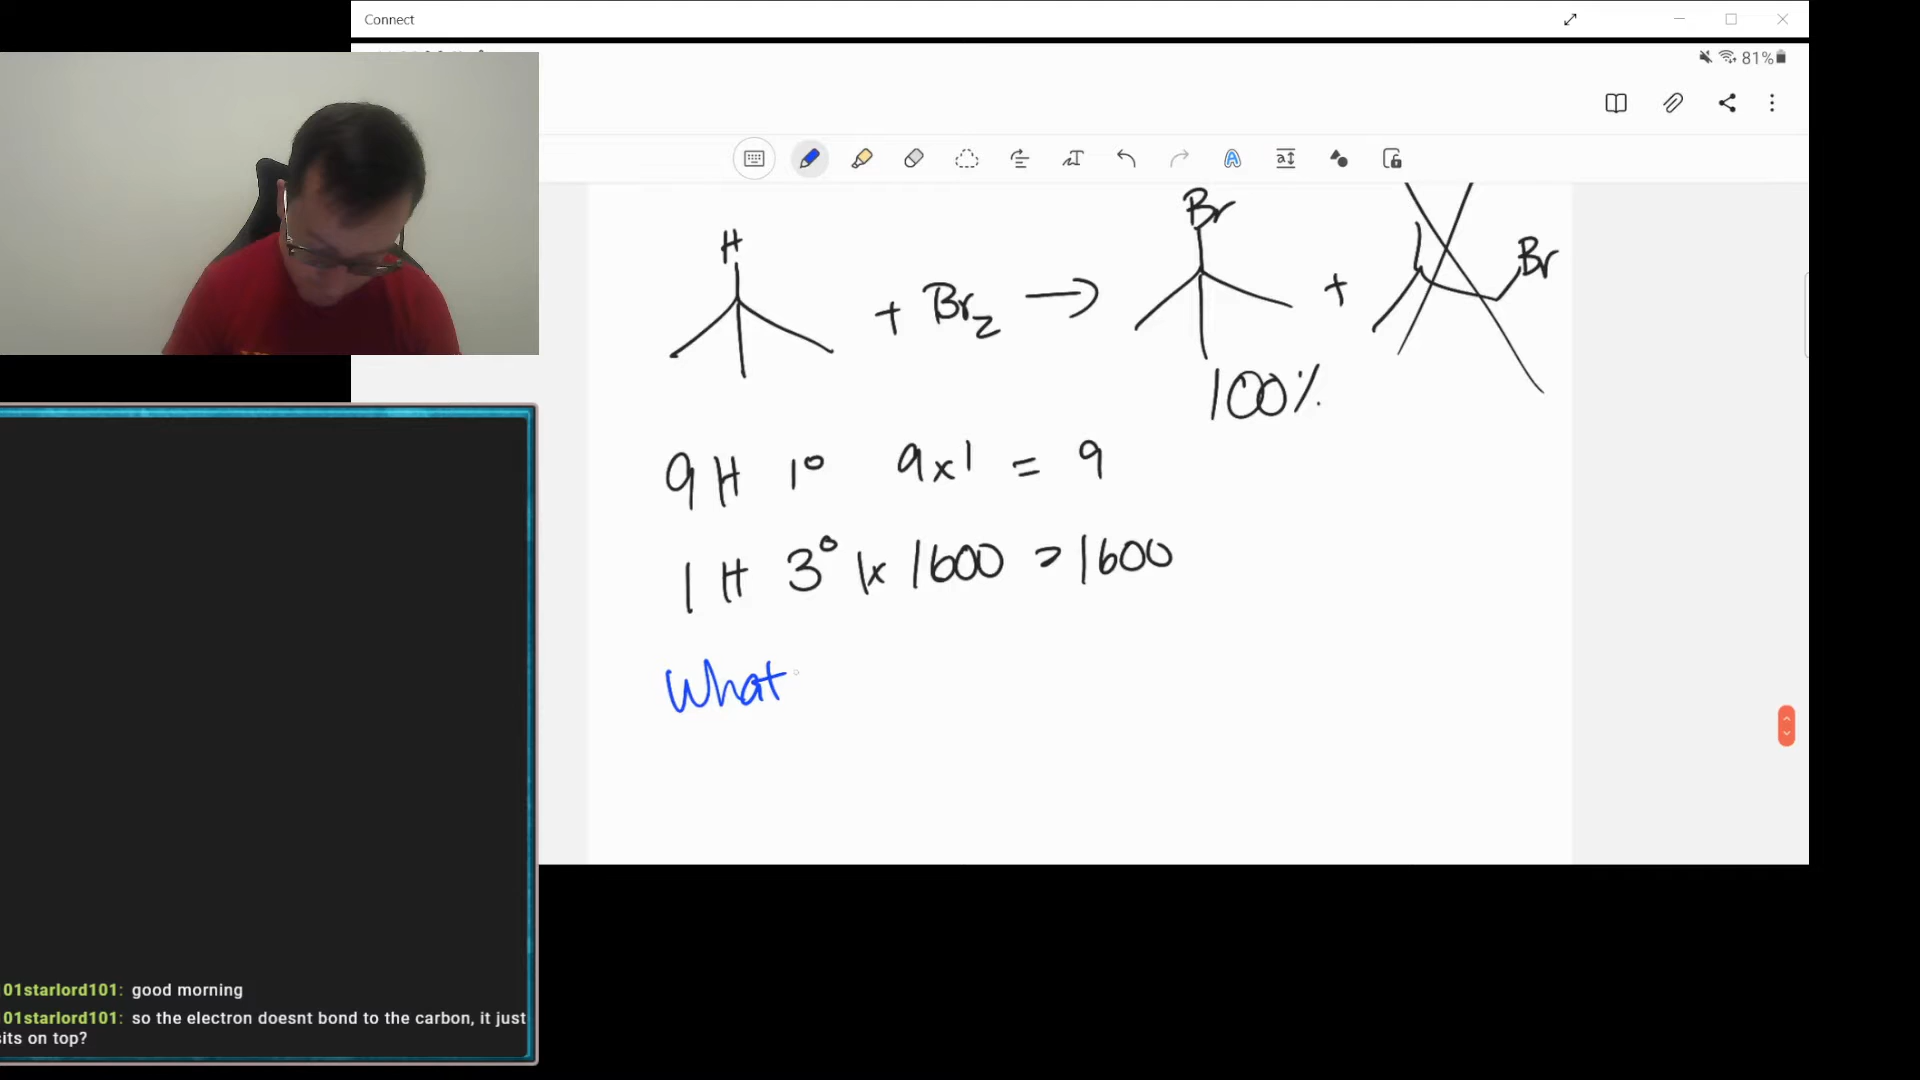 Connect
81%
H
+ Br2 → Br + Br
100%
9 H 1° 9x1 = 9
1 H 3° 1x 1600 = 1600
What
01starlord101: good morning
01starlord101: so the electron doesnt bond to the carbon, it just
sits on top?